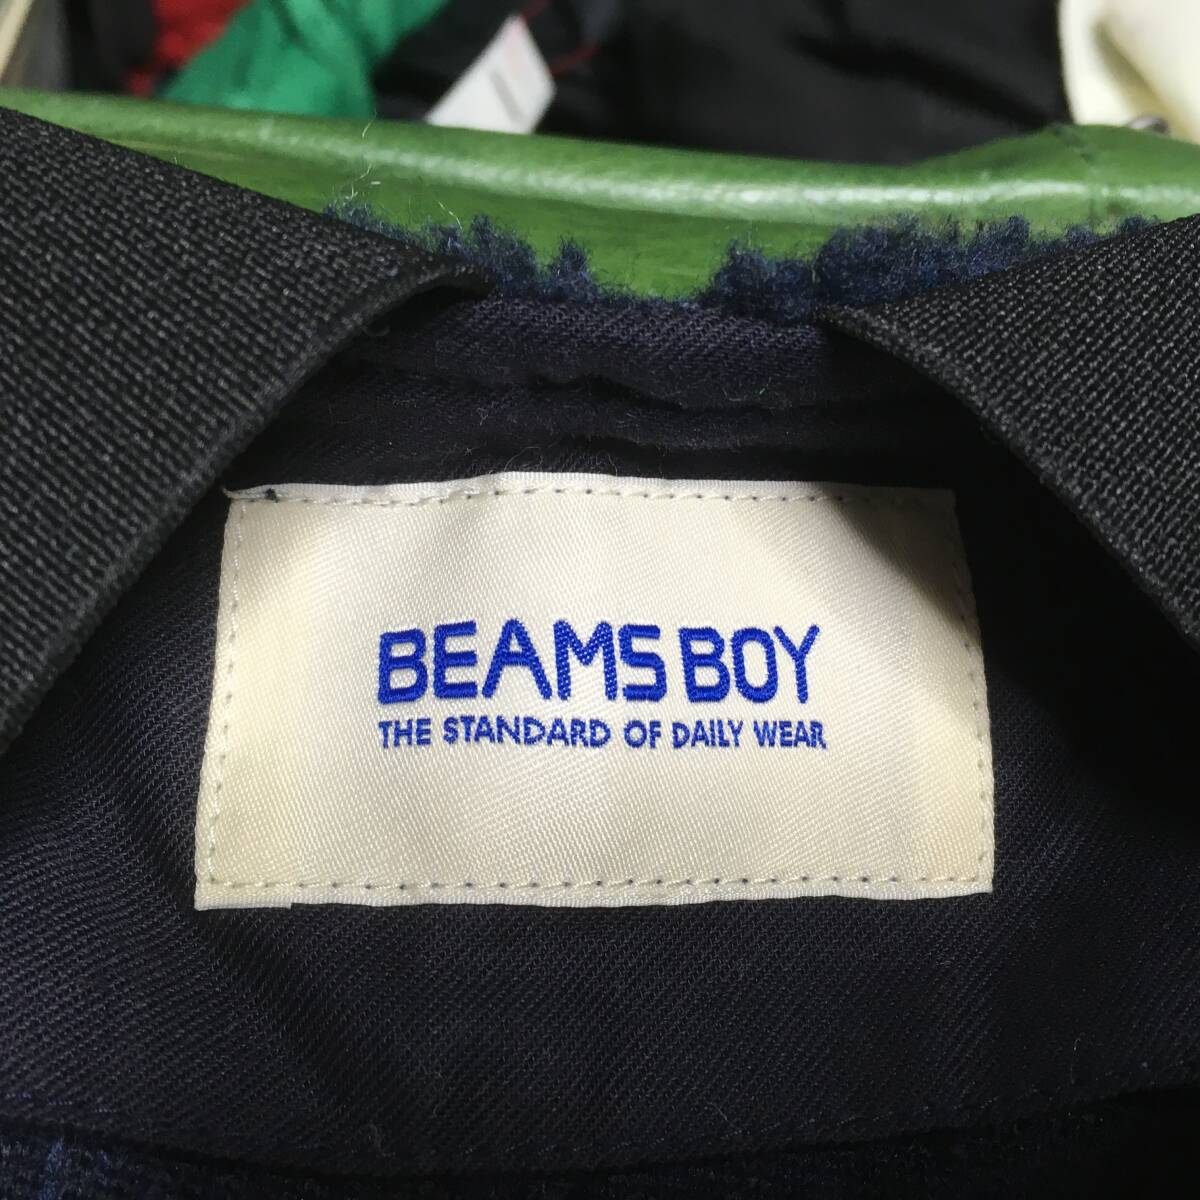 BEAMS BOY
THE STANDARD OF DAILY WEAR